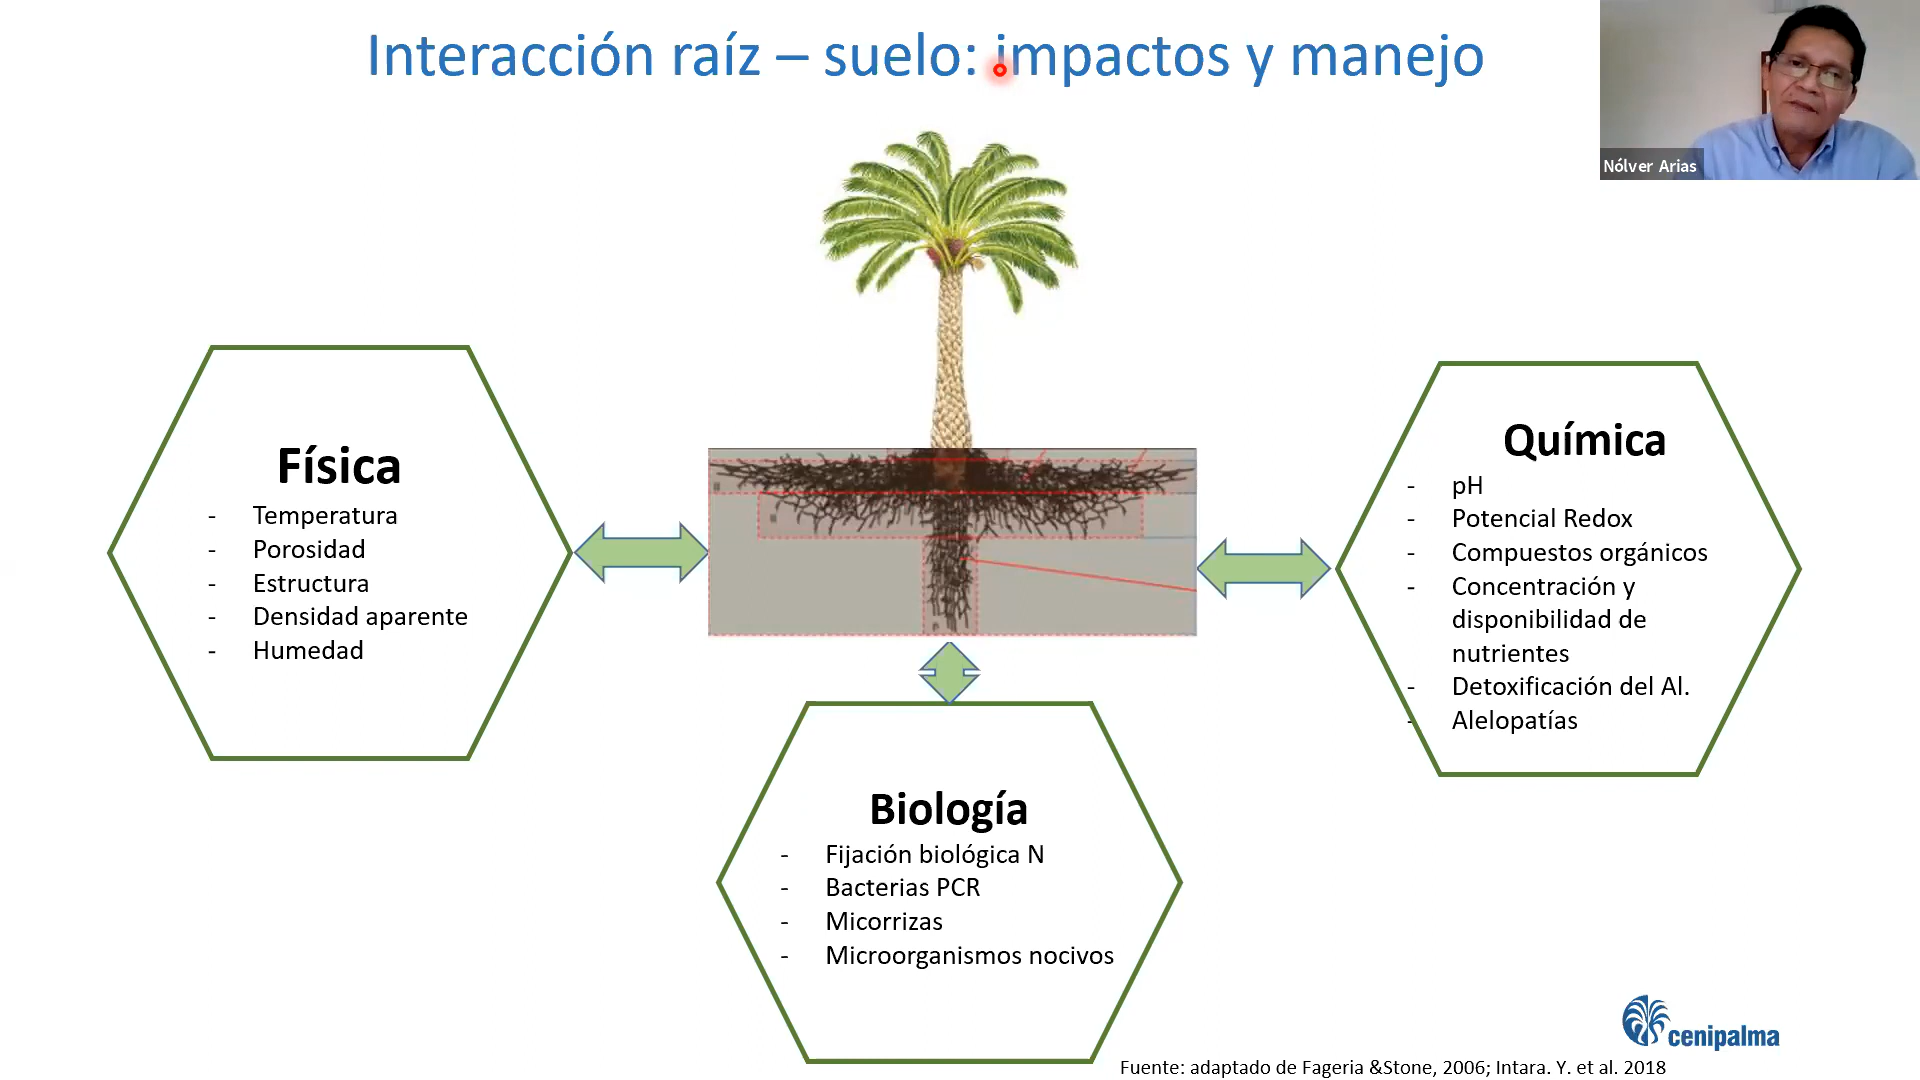 Interacción raíz – suelo: impactos y manejo
Nólver Arias
Física
- Temperatura
- Porosidad
- Estructura
- Densidad aparente
- Humedad
Química
- pH
- Potencial Redox
- Compuestos orgánicos
- Concentración y
disponibilidad de
nutrientes
- Detoxificación del Al.
- Alelopatías
Biología
- Fijación biológica N
- Bacterias PCR
- Micorrizas
- Microorganismos nocivos
cenipalma
Fuente: adaptado de Fageria &Stone, 2006; Intara. Y. et al. 2018